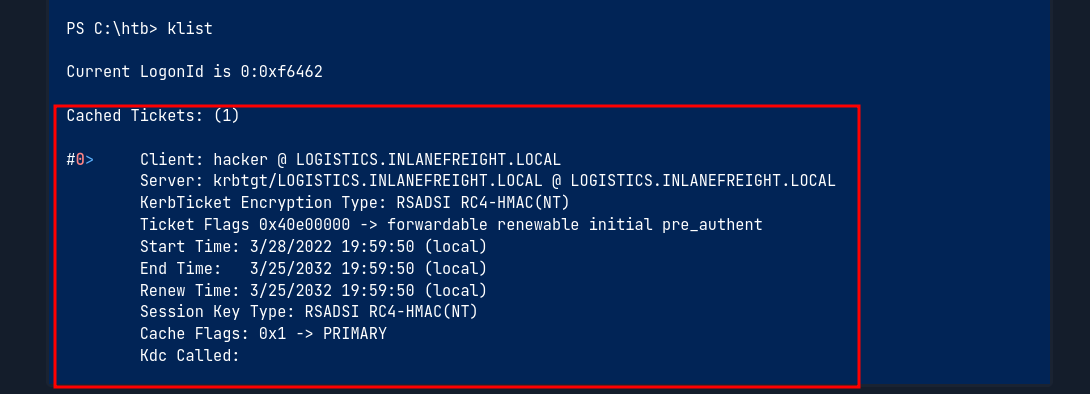 PS C:\htb> klist
Current LogonId is 0:0xf6462
Cached Tickets: (1)
#0>     Client: hacker @ LOGISTICS.INLANEFREIGHT.LOCAL
        Server: krbtgt/LOGISTICS.INLANEFREIGHT.LOCAL @ LOGISTICS.INLANEFREIGHT.LOCAL
        KerbTicket Encryption Type: RSADSI RC4-HMAC(NT)
        Ticket Flags 0x40e00000 -> forwardable renewable initial pre_authent
        Start Time: 3/28/2022 19:59:50 (local)
        End Time:   3/25/2032 19:59:50 (local)
        Renew Time: 3/25/2032 19:59:50 (local)
        Session Key Type: RSADSI RC4-HMAC(NT)
        Cache Flags: 0x1 -> PRIMARY
        Kdc Called: